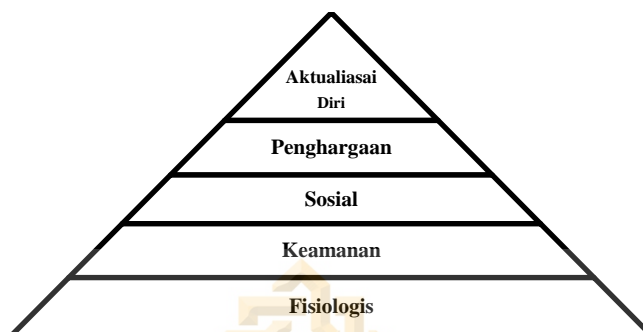 Aktualiasai
Diri
Penghargaan
Sosial
Keamanan
Fisiologis